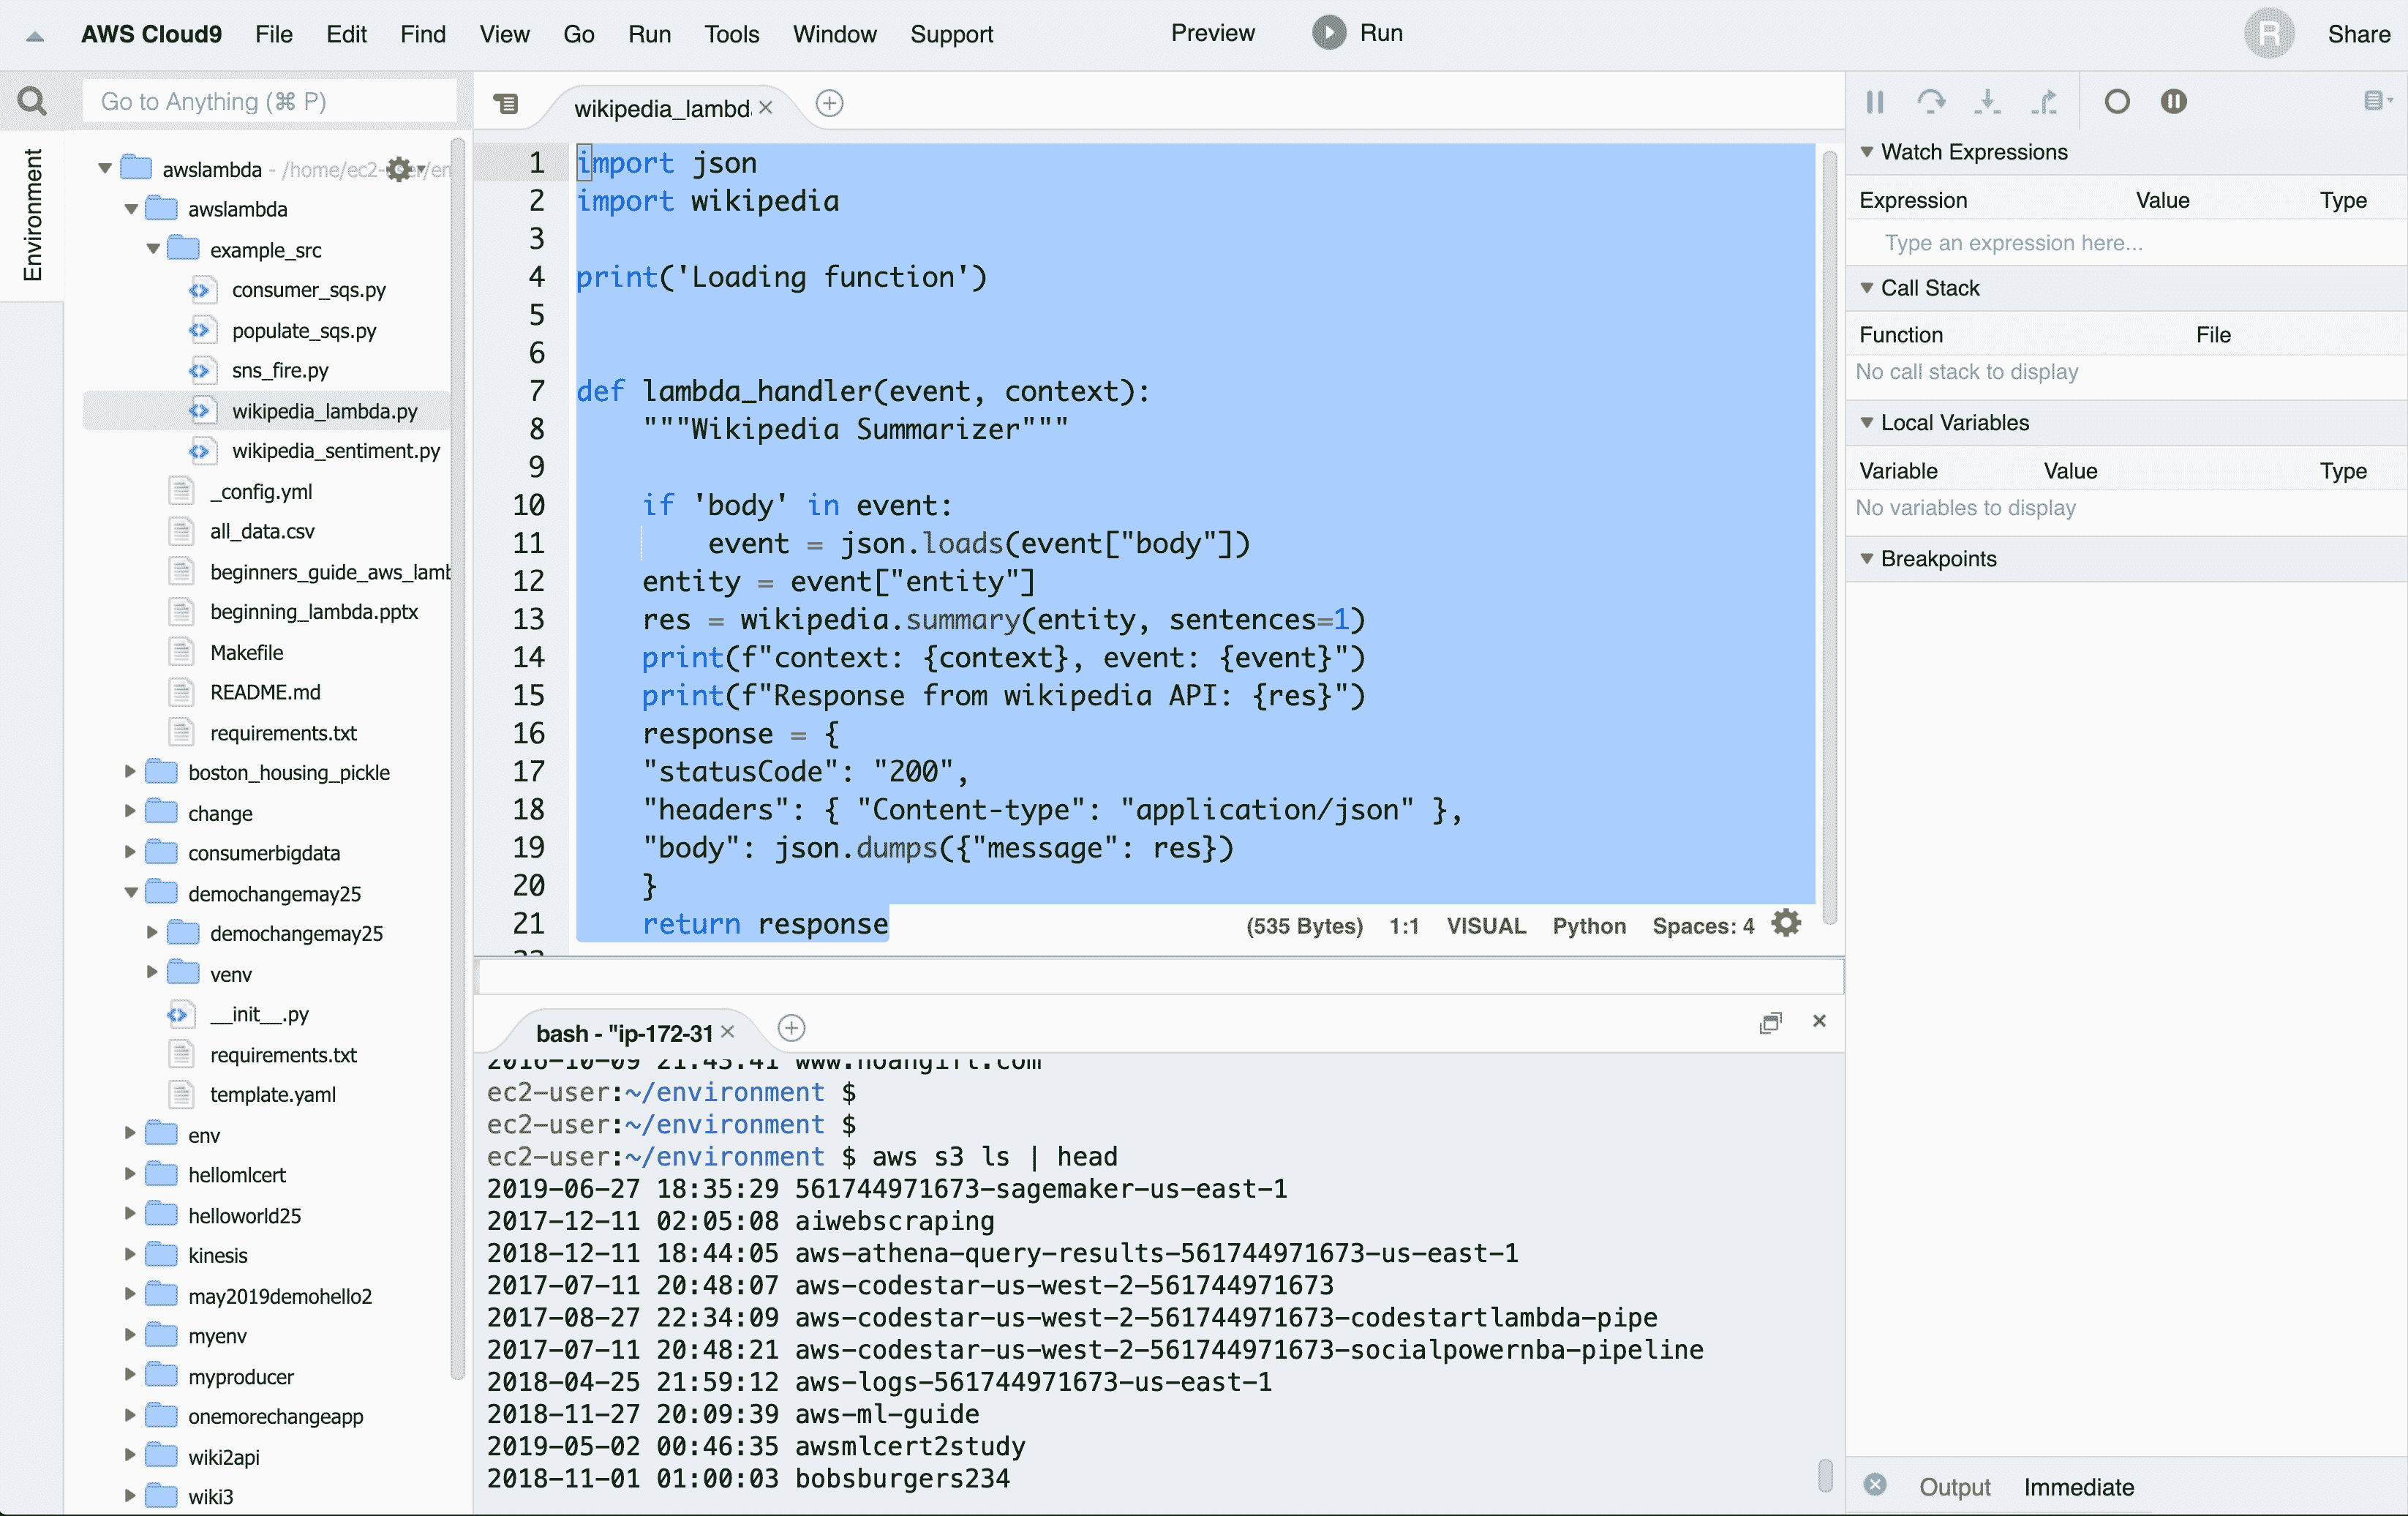 AWS Cloud9 File Edit Find View Go Run Tools Window Support Preview Run R Share
Go to Anything (⌘ P)
Environment
awslambda - /home/ec2-
awslambda
example_src
consumer_sqs.py
populate_sqs.py
sns_fire.py
wikipedia_lambda.py
wikipedia_sentiment.py
_config.yml
all_data.csv
beginners_guide_aws_lamb
beginning_lambda.pptx
Makefile
README.md
requirements.txt
boston_housing_pickle
change
consumerbigdata
demochangemay25
demochangemay25
venv
__init__.py
requirements.txt
template.yaml
env
hellomlcert
helloworld25
kinesis
may2019demohello2
myenv
myproducer
onemorechangeapp
wiki2api
wiki3
wikipedia_lambd
1 import json
2 import wikipedia
3
4 print('Loading function')
5
6
7 def lambda_handler(event, context):
8 """Wikipedia Summarizer"""
9
10 if 'body' in event:
11 event = json.loads(event["body"])
12 entity = event["entity"]
13 res = wikipedia.summary(entity, sentences=1)
14 print(f"context: {context}, event: {event}")
15 print(f"Response from wikipedia API: {res}")
16 response = {
17 "statusCode": "200",
18 "headers": { "Content-type": "application/json" },
19 "body": json.dumps({"message": res})
20 }
21 return response
(535 Bytes) 1:1 VISUAL Python Spaces: 4
bash - "ip-172-31
2016-10-09 21:43:41 www.noahgift.com
ec2-user:~/environment $
ec2-user:~/environment $
ec2-user:~/environment $ aws s3 ls | head
2019-06-27 18:35:29 561744971673-sagemaker-us-east-1
2017-12-11 02:05:08 aiwebscraping
2018-12-11 18:44:05 aws-athena-query-results-561744971673-us-east-1
2017-07-11 20:48:07 aws-codestar-us-west-2-561744971673
2017-08-27 22:34:09 aws-codestar-us-west-2-561744971673-codestartlambda-pipe
2017-07-11 20:48:21 aws-codestar-us-west-2-561744971673-socialpowernba-pipeline
2018-04-25 21:59:12 aws-logs-561744971673-us-east-1
2018-11-27 20:09:39 aws-ml-guide
2019-05-02 00:46:35 awsmlcert2study
2018-11-01 01:00:03 bobsburgers234
Watch Expressions
Expression Value Type
Type an expression here...
Call Stack
Function File
No call stack to display
Local Variables
Variable Value Type
No variables to display
Breakpoints
Output Immediate